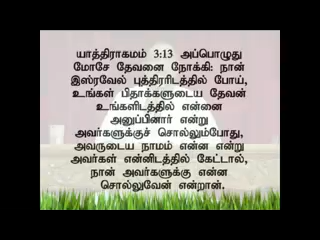 யாத்திராகமம் 3:13 அப்பொழுது
மோசே தேவனை நோக்கி: நான்
இஸ்ரவேல் புத்திரரிடத்தில் போய்,
உங்கள் பிதாக்களுடைய தேவன்
உங்களிடத்தில் என்னை
அனுப்பினார் என்று
அவர்களுக்குச் சொல்லும்போது,
அவருடைய நாமம் என்ன என்று
அவர்கள் என்னிடத்தில் கேட்டால்,
நான் அவர்களுக்கு என்ன
சொல்லுவேன் என்றான்.